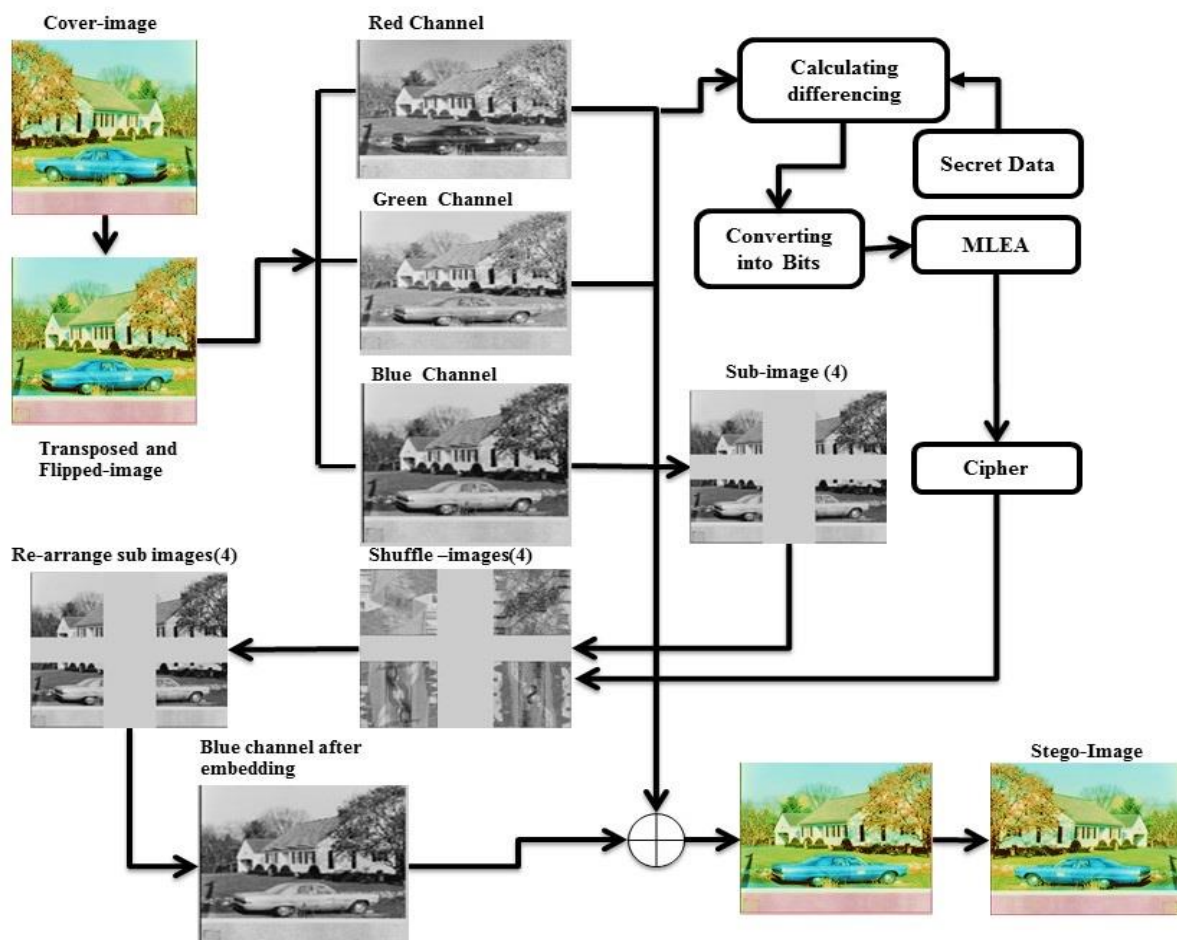 Cover-image
Red Channel
Calculating
differencing
Secret Data
Green Channel
Converting
into Bits
MLEA
Blue Channel
Sub-image (4)
Transposed and
Flipped-image
Cipher
Re-arrange sub images(4)
Shuffle –images(4)
Blue channel after
embedding
Stego-Image